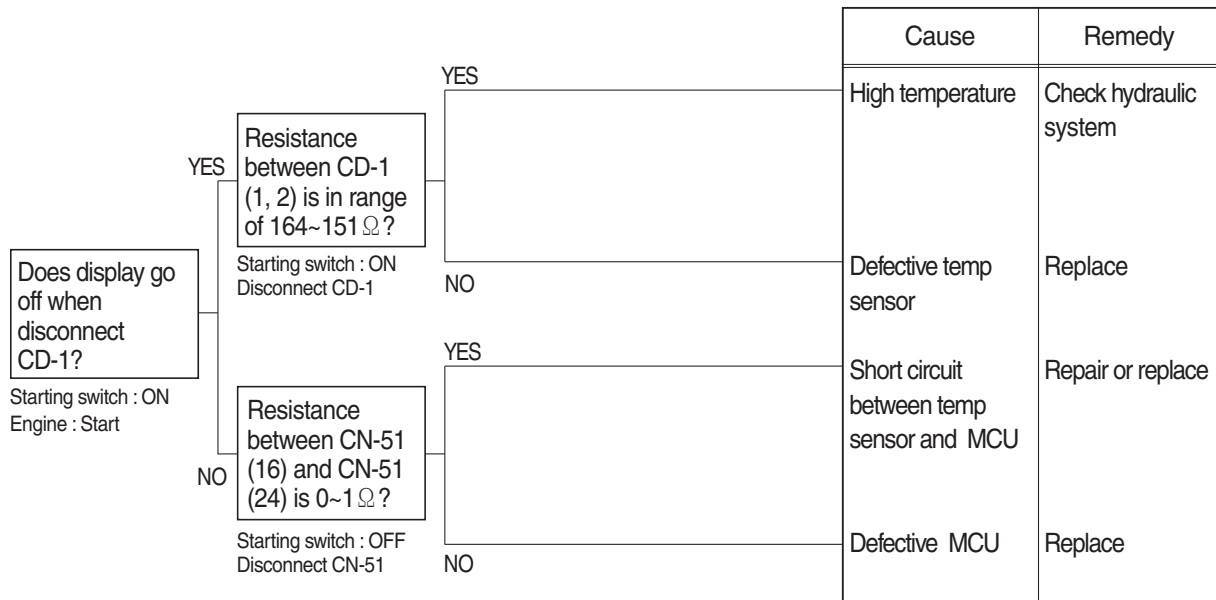 Does display go
off when
disconnect
CD-1?
Starting switch : ON
Engine : Start
YES
Resistance
between CD-1
(1, 2) is in range
of 164~151Ω?
Starting switch : ON
Disconnect CD-1
NO
Resistance
between CN-51
(16) and CN-51
(24) is 0~1Ω?
Starting switch : OFF
Disconnect CN-51
YES
NO
YES
NO
Cause
Remedy
High temperature
Check hydraulic
system
Defective temp
sensor
Replace
Short circuit
between temp
sensor and MCU
Repair or replace
Defective MCU
Replace